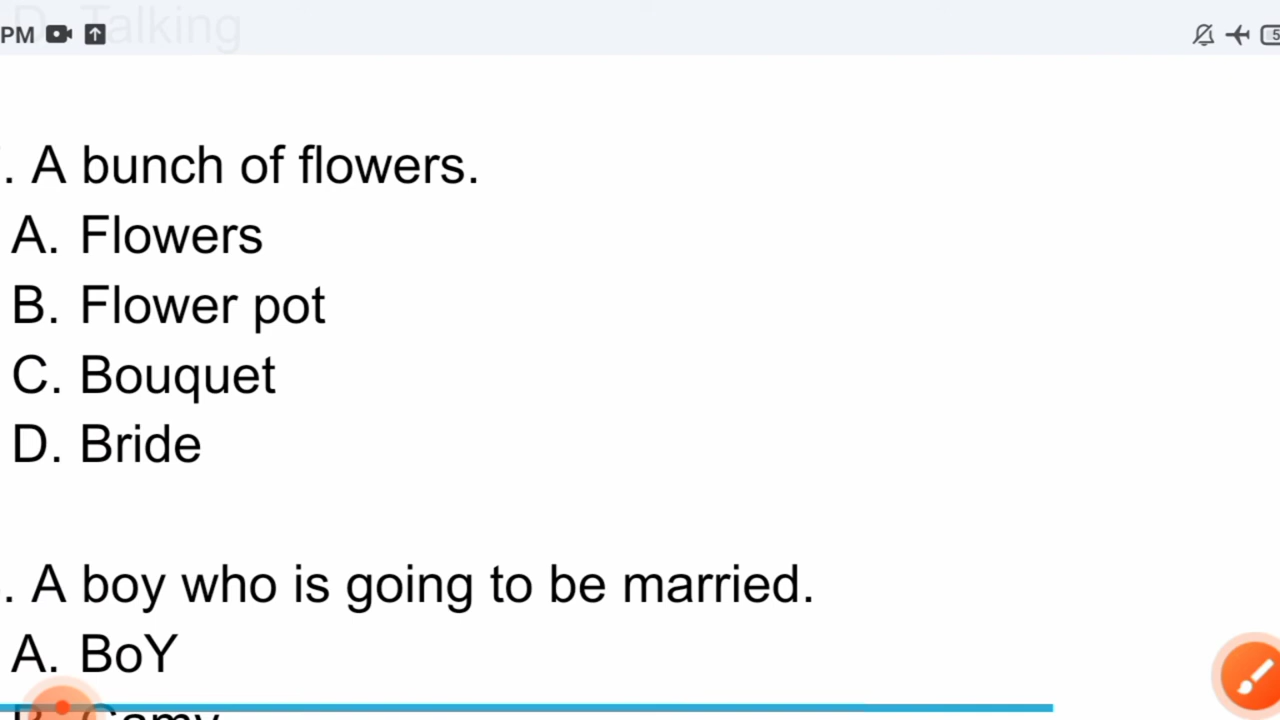 D. Talking
PM
. A bunch of flowers.
A. Flowers
B. Flower pot
C. Bouquet
D. Bride
. A boy who is going to be married.
A. BoY